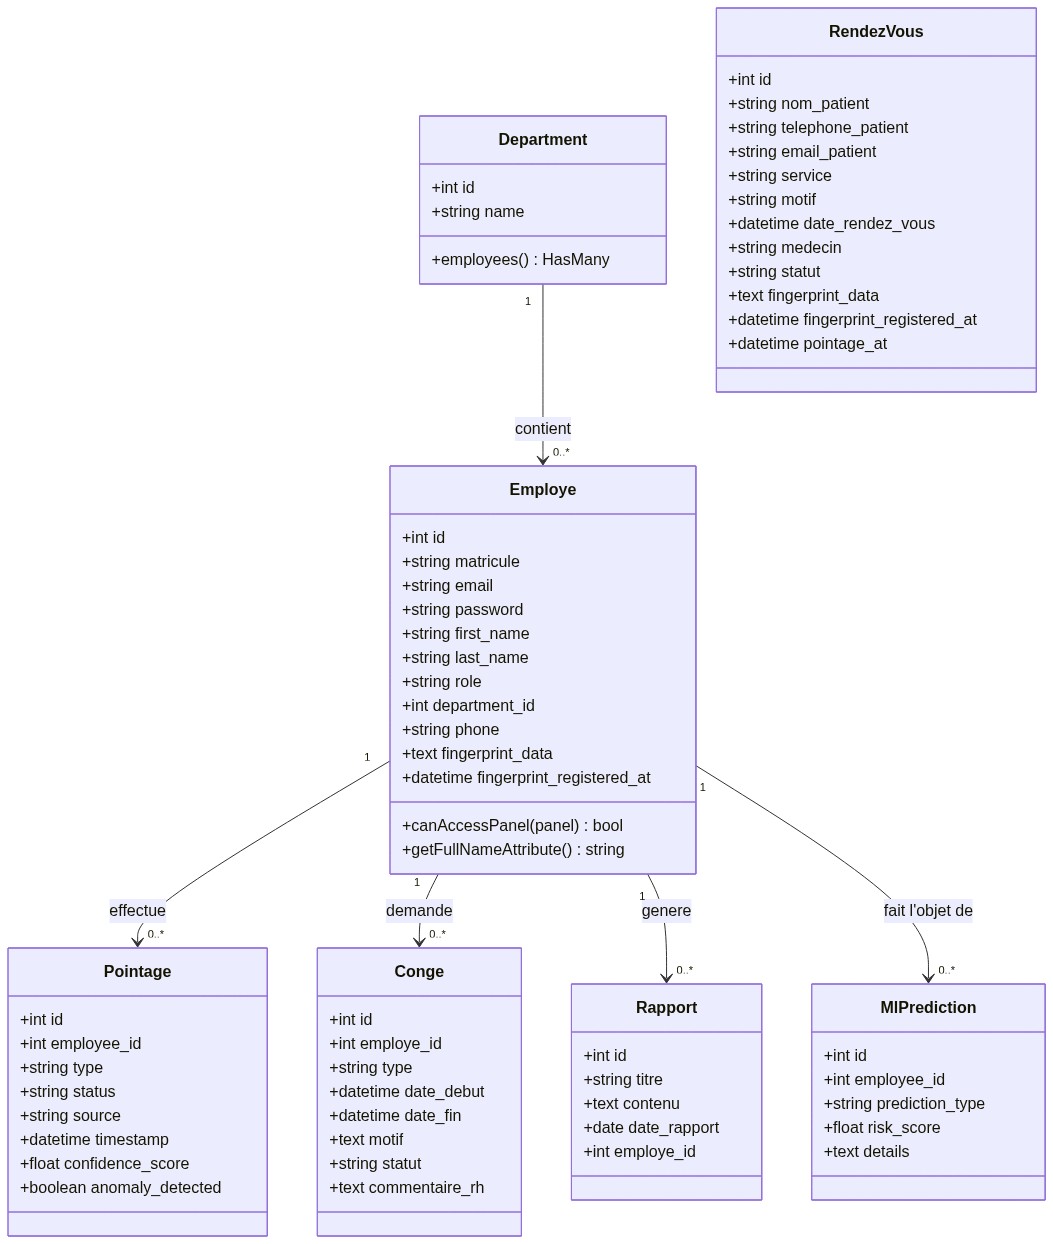 RendezVous
+int id
+string nom_patient
+string telephone_patient
+string email_patient
+string service
+string motif
+datetime date_rendez_vous
+string medecin
+string statut
+text fingerprint_data
+datetime fingerprint_registered_at
+datetime pointage_at
Department
+int id
+string name
+employees() : HasMany
1
contient
0..*
Employe
+int id
+string matricule
+string email
+string password
+string first_name
+string last_name
+string role
+int department_id
+string phone
+text fingerprint_data
+datetime fingerprint_registered_at
+canAccessPanel(panel) : bool
+getFullNameAttribute() : string
1
effectue
0..*
1
demande
0..*
1
genere
0..*
1
fait l'objet de
0..*
Pointage
+int id
+int employee_id
+string type
+string status
+string source
+datetime timestamp
+float confidence_score
+boolean anomaly_detected
Conge
+int id
+int employe_id
+string type
+datetime date_debut
+datetime date_fin
+text motif
+string statut
+text commentaire_rh
Rapport
+int id
+string titre
+text contenu
+date date_rapport
+int employe_id
MlPrediction
+int id
+int employee_id
+string prediction_type
+float risk_score
+text details